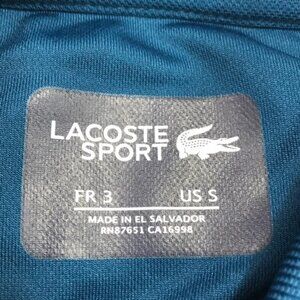 LACOSTE
SPORT
FR 3 US S
MADE IN EL SALVADOR
RN87651 CA16998